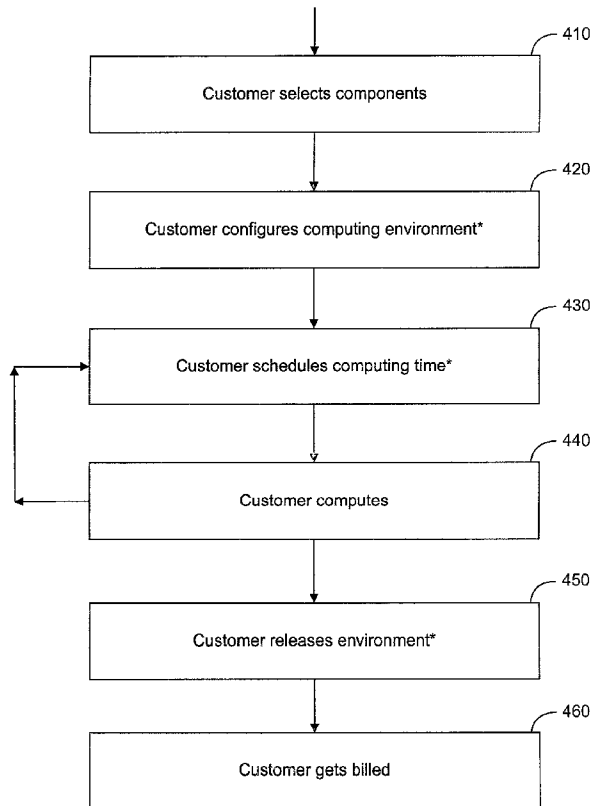 410
Customer selects components
420
Customer configures computing environment*
430
Customer schedules computing time*
440
Customer computes
450
Customer releases environment*
460
Customer gets billed